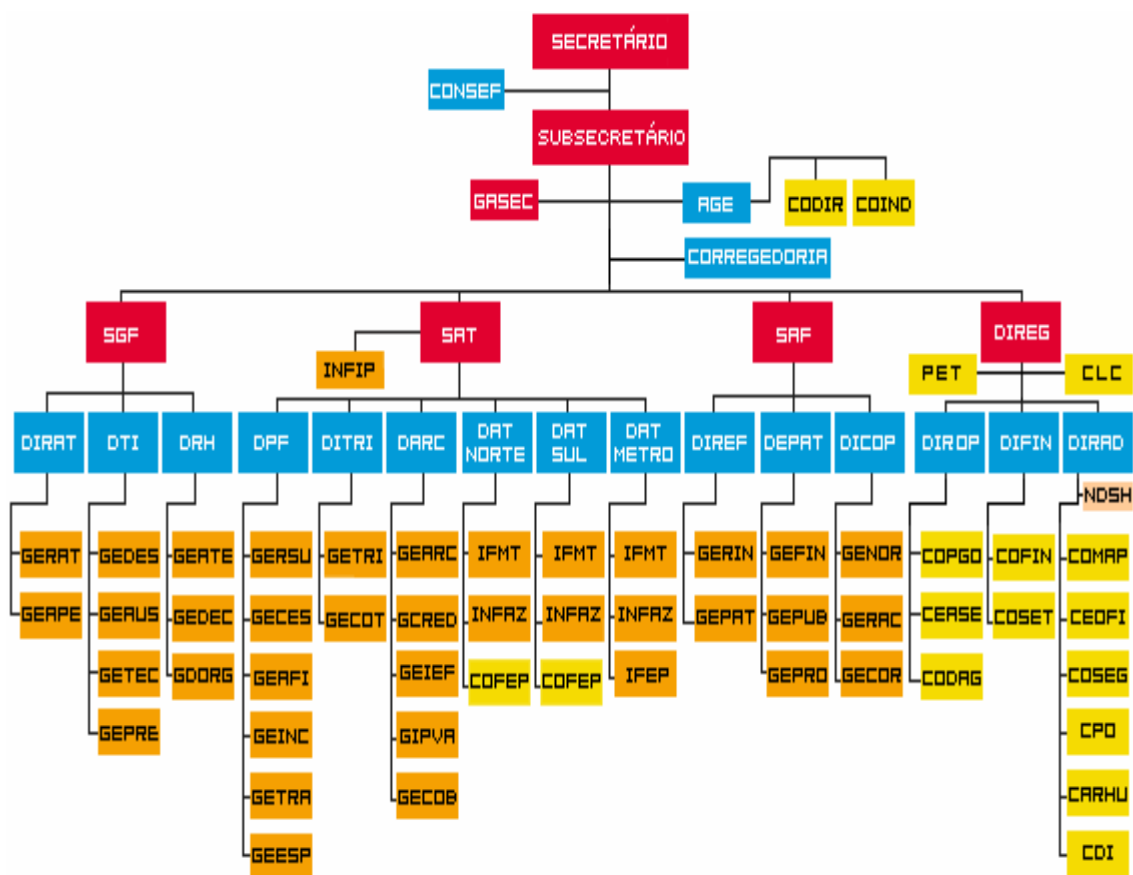 SECRETÁRIO
CONSEF
SUBSECRETÁRIO
GASEC
AGE
CODIR
COIND
CORREGEDORIA
SGF
SAT
SAF
DIREG
INFIP
PET
CLC
DIRAT
DTI
DRH
DPF
DITRI
DARC
DAT
NORTE
DAT
SUL
DAT
METRO
DIREF
DEPAT
DICOP
DIROP
DIFIN
DIRAD
NDSH
GERAT
GEDES
GEATE
GERSU
GETRI
GEARC
IFMT
IFMT
IFMT
GERIN
GEFIN
GENOR
COPGO
COFIN
COMAP
GEAPE
GEAUS
GEDEC
GECES
GECOT
GCRED
INFAZ
INFAZ
INFAZ
GEPAT
GEPUB
GERAC
CEASE
COSET
CEOFI
GETEC
GDORG
GEAFI
GEIEF
COFEP
COFEP
IFEP
GEPRO
GECOR
CODAG
COSEG
GEPRE
GEINC
GIPVA
CPO
GETRA
GECOB
CARHU
GEESP
CDI